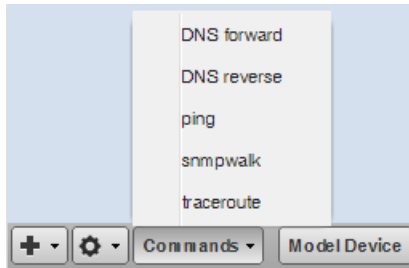 DNS forward
DNS reverse
ping
snmpwalk
traceroute
Commands
Model Device